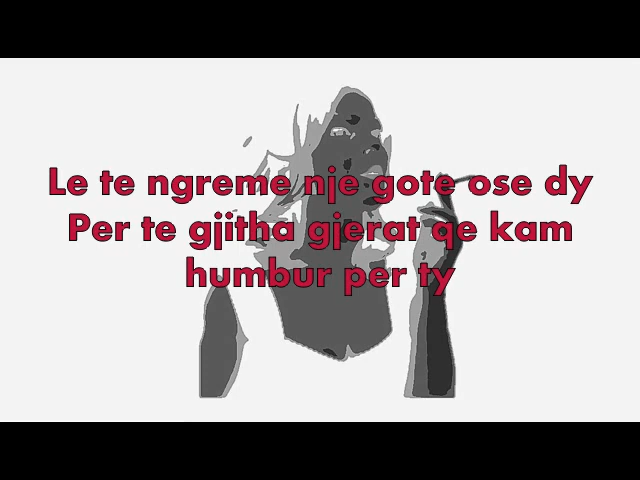 Le te ngreme nje gote ose dy
Per te gjitha gjerat qe kam
humbur per ty